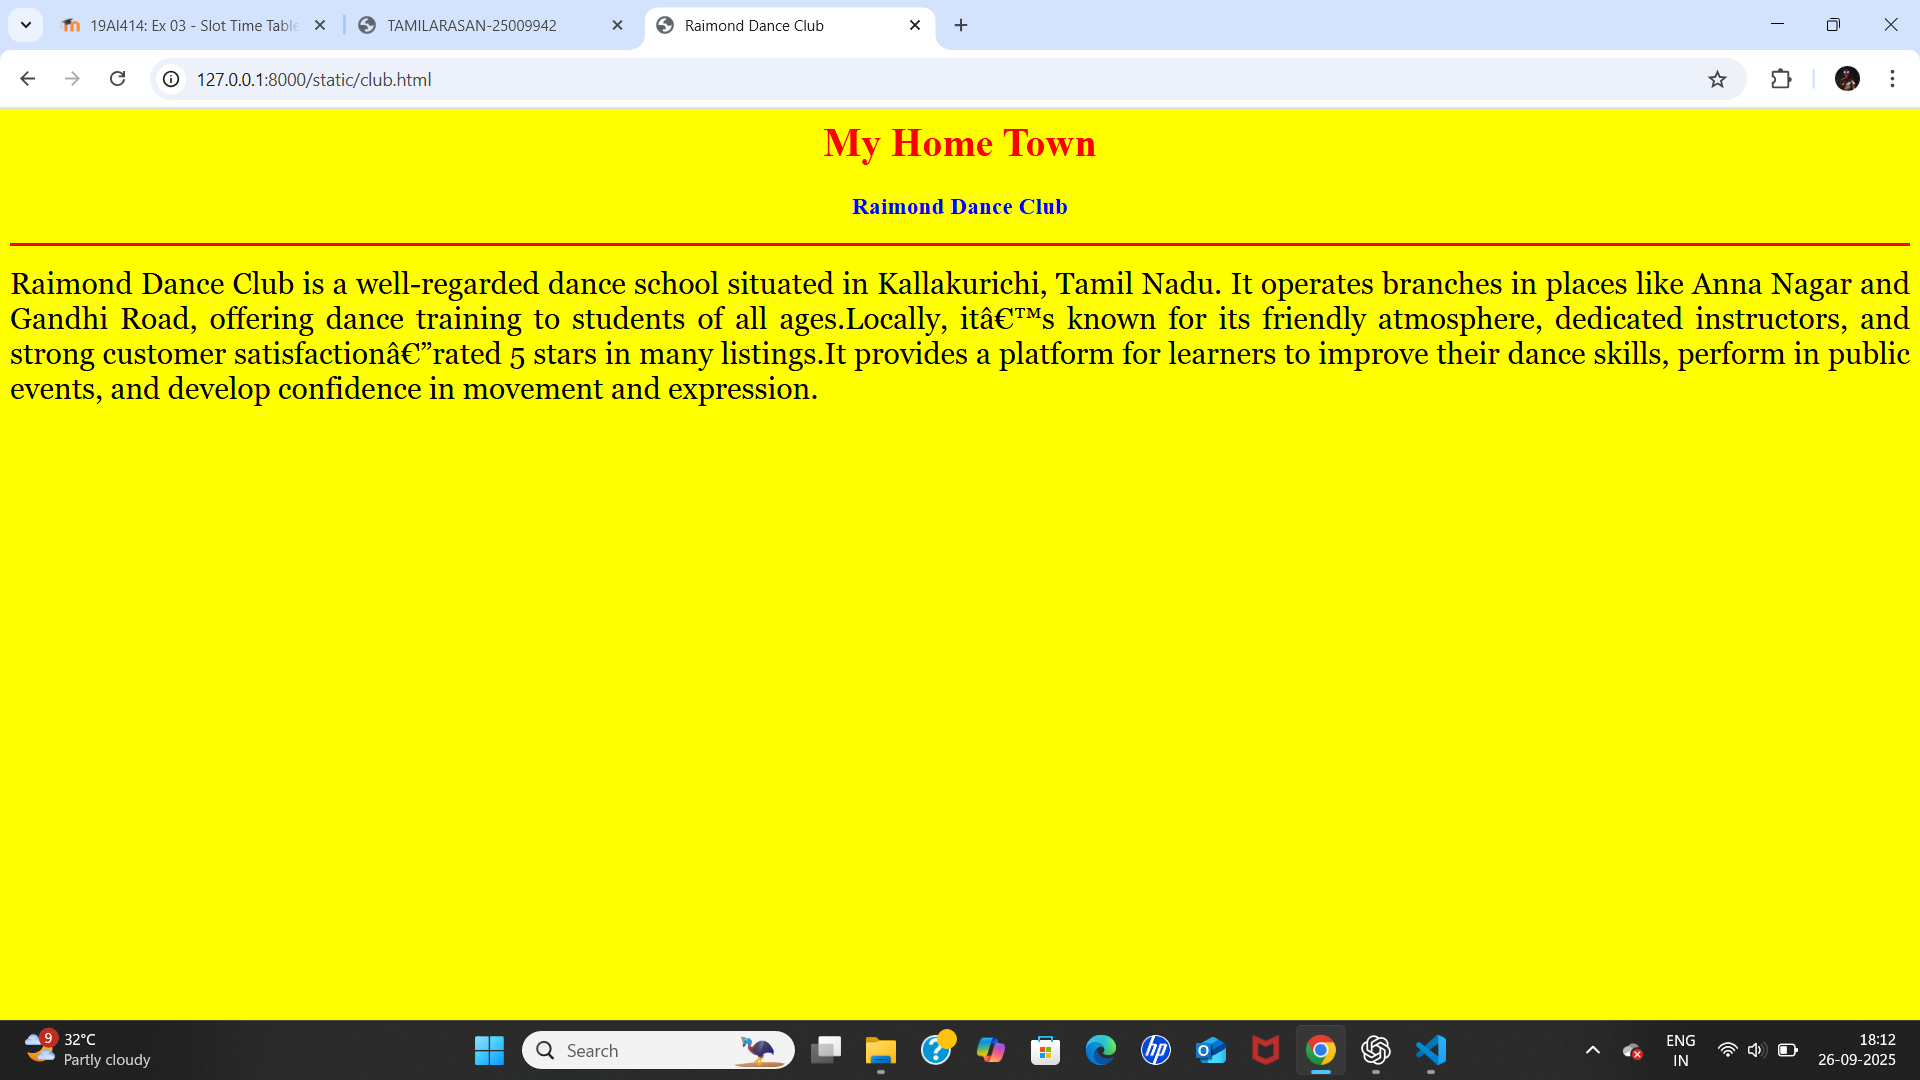 19AI414: Ex 03 - Slot Time Table
TAMILARASAN-25009942
Raimond Dance Club
127.0.0.1:8000/static/club.html
My Home Town
Raimond Dance Club
Raimond Dance Club is a well-regarded dance school situated in Kallakurichi, Tamil Nadu. It operates branches in places like Anna Nagar and
Gandhi Road, offering dance training to students of all ages.Locally, itâ€™s known for its friendly atmosphere, dedicated instructors, and
strong customer satisfactionâ€”rated 5 stars in many listings.It provides a platform for learners to improve their dance skills, perform in public
events, and develop confidence in movement and expression.
9
32°C
Partly cloudy
Search
hp
ENG
IN
18:12
26-09-2025